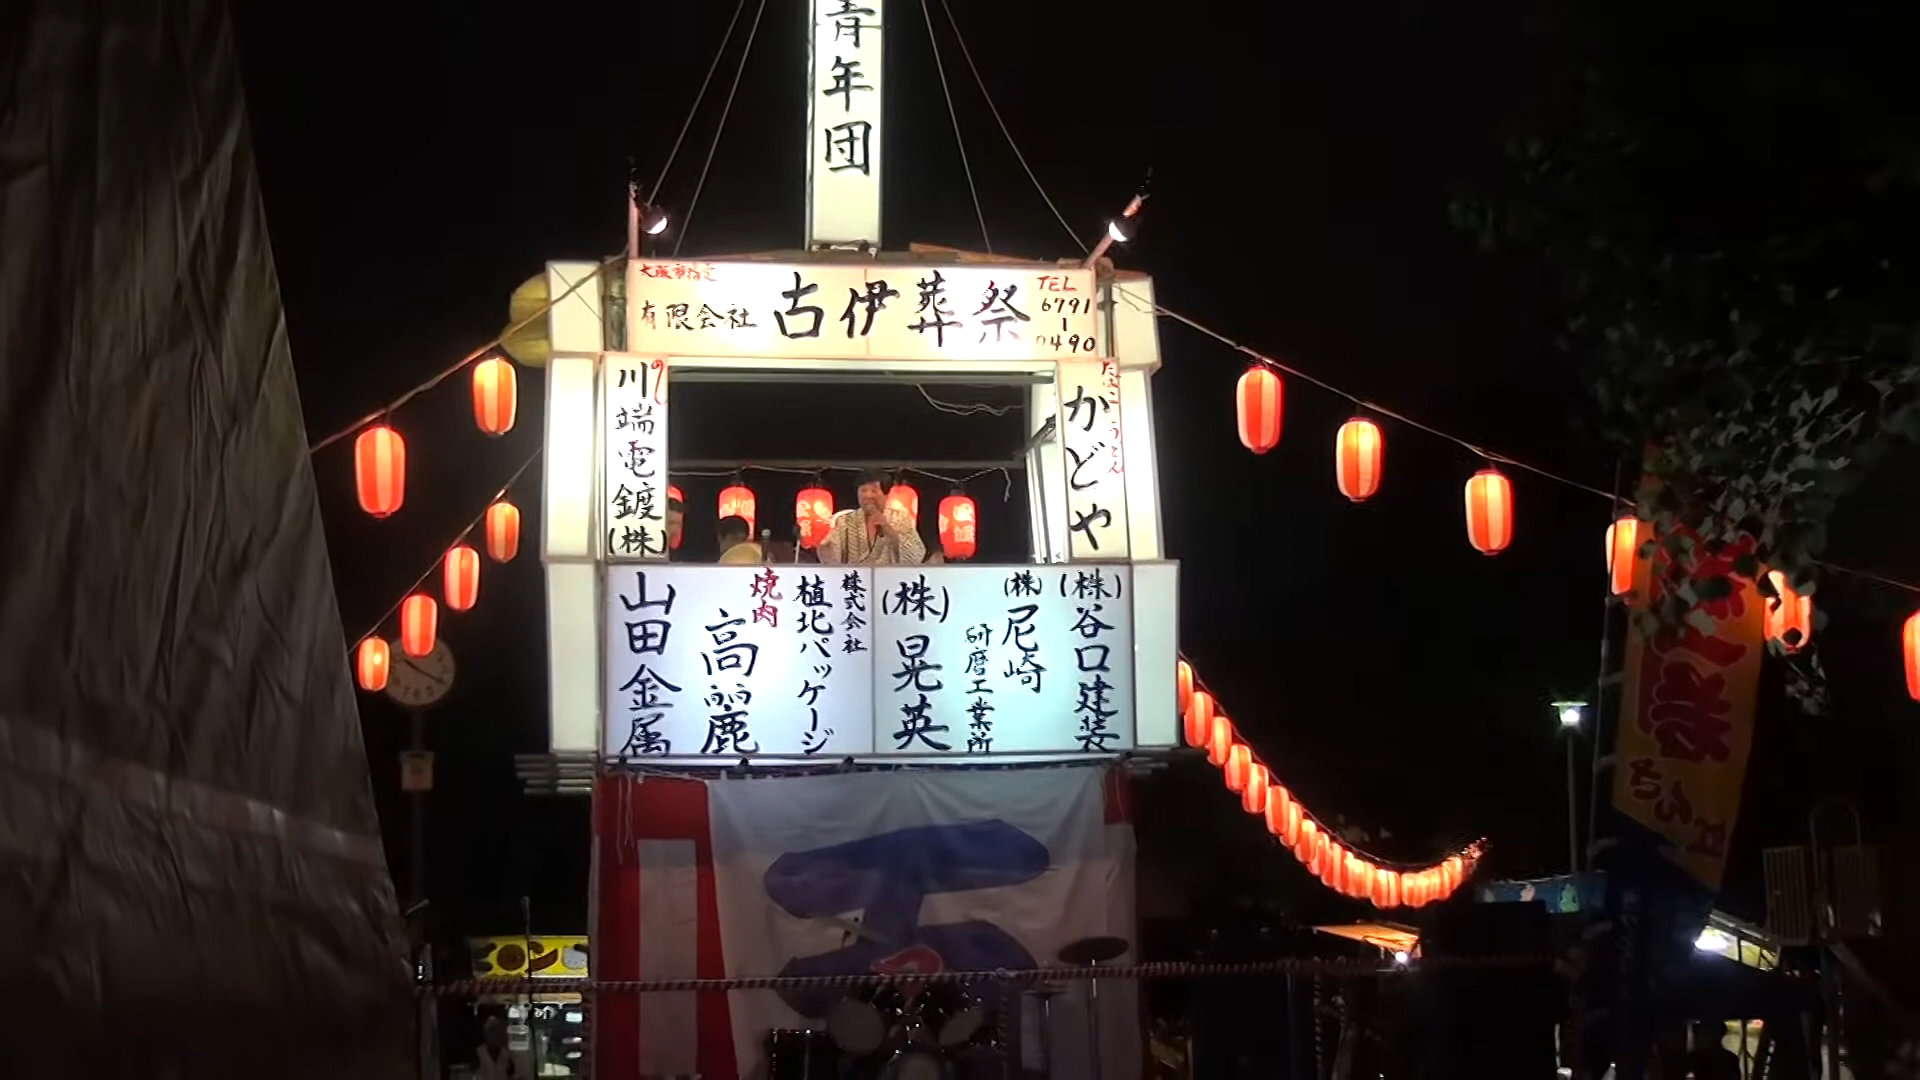 青年団
大阪市指定
有限会社 古伊葬祭
TEL
6791
-
0490
川端電鍍(株)
かどや
山田金属
焼肉
高麗
株式会社
植北パッケージ
(株)晃英
(株)尼崎
研磨工業所
(株)谷口建装